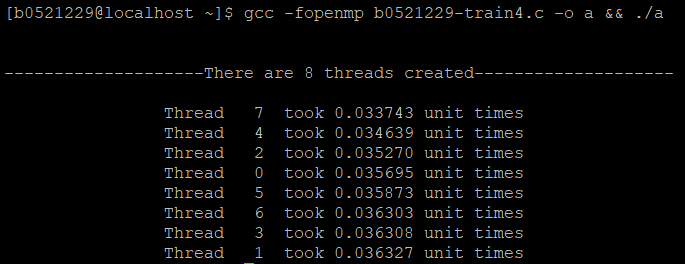 [b0521229@localhost ~]$ gcc -fopenmp b0521229-train4.c -o a && ./a
--------------------There are 8 threads created--------------------
Thread 7 took 0.033743 unit times
Thread 4 took 0.034639 unit times
Thread 2 took 0.035270 unit times
Thread 0 took 0.035695 unit times
Thread 5 took 0.035873 unit times
Thread 6 took 0.036303 unit times
Thread 3 took 0.036308 unit times
Thread _1 took 0.036327 unit times